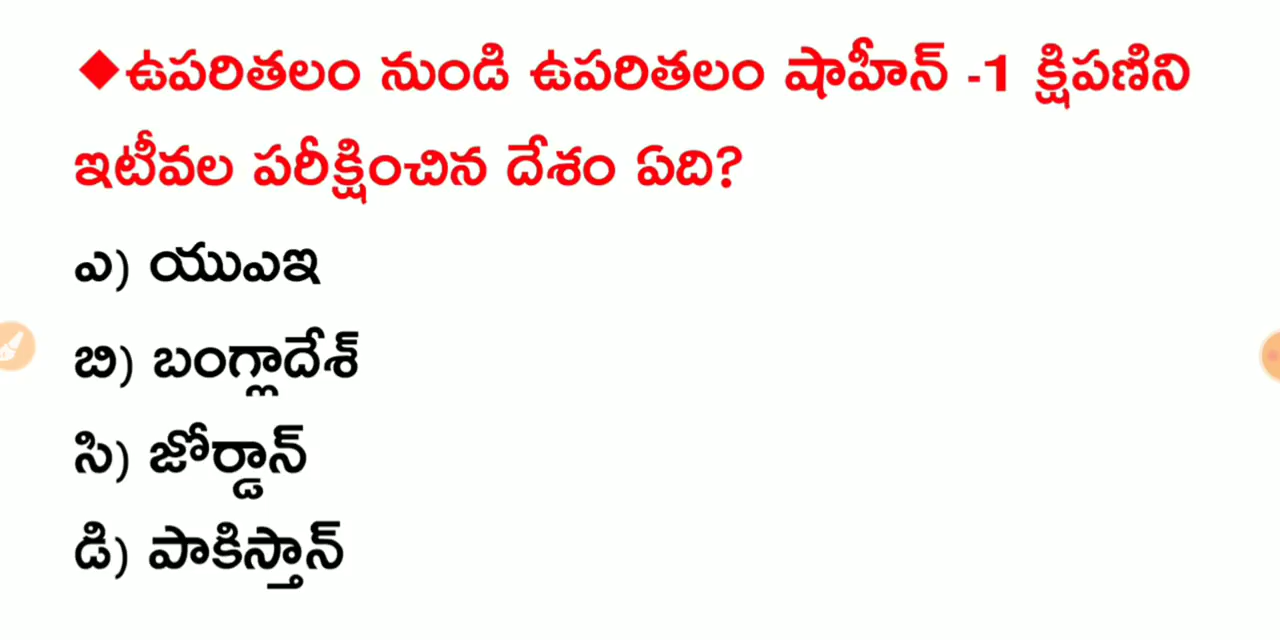 ◆ఉపరితలం నుండి ఉపరితలం షాహీన్ -1 క్షిపణిని
ఇటీవల పరీక్షించిన దేశం ఏది?
ఎ) యుఎఇ
బి) బంగ్లాదేశ్
సి) జోర్డాన్
డి) పాకిస్తాన్